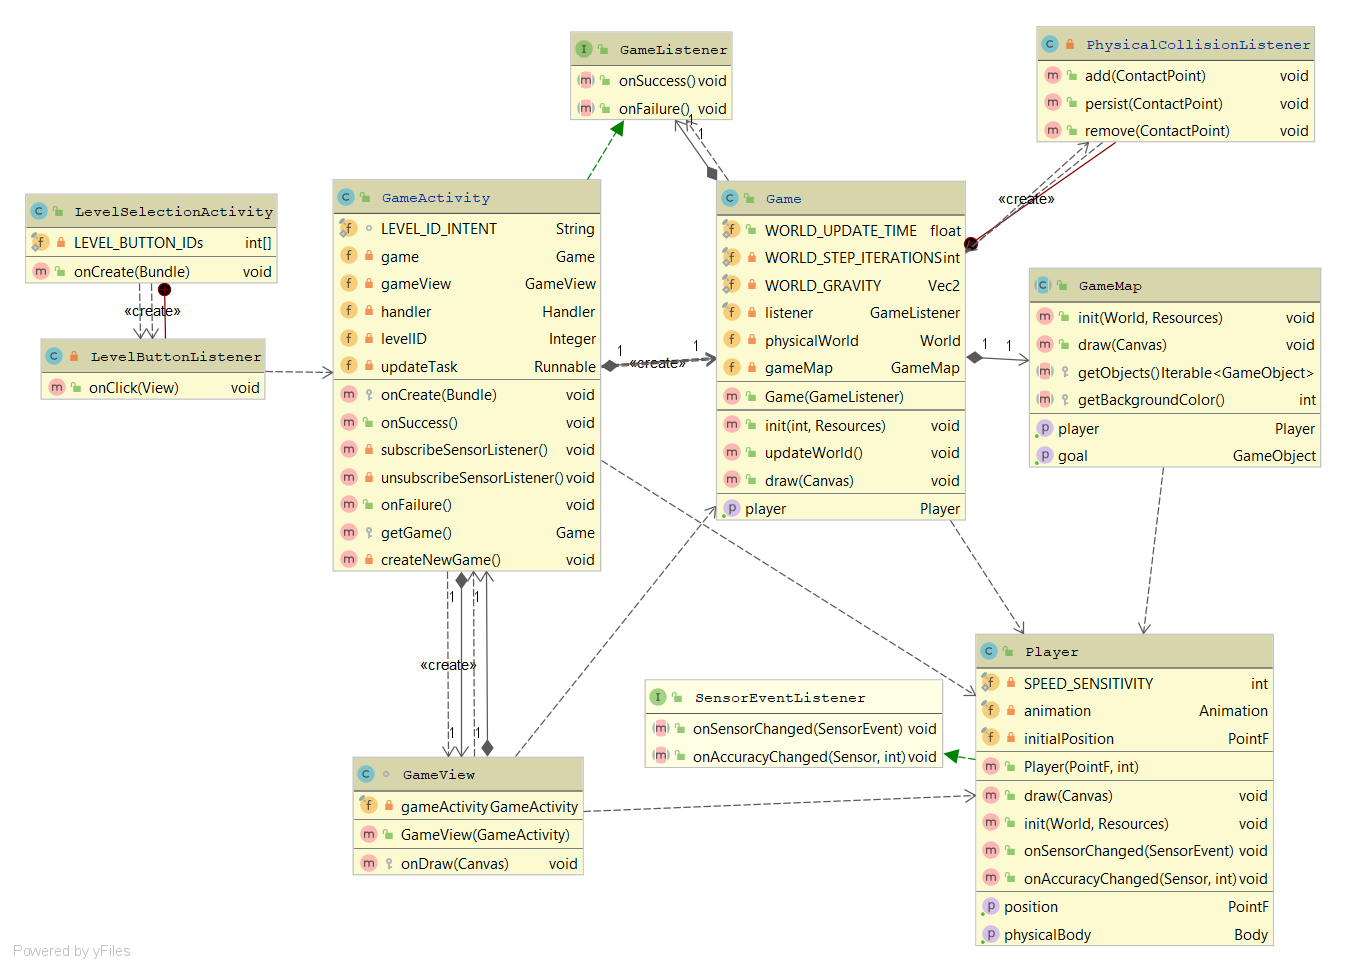 GameListener
onSuccess() void
onFailure() void
PhysicalCollisionListener
add(ContactPoint) void
persist(ContactPoint) void
remove(ContactPoint) void
1
1
«create»
LevelSelectionActivity
LEVEL_BUTTON_IDs int[]
onCreate(Bundle) void
«create»
LevelButtonListener
onClick(View) void
GameActivity
LEVEL_ID_INTENT String
game Game
gameView GameView
handler Handler
levelID Integer
updateTask Runnable
onCreate(Bundle) void
onSuccess() void
subscribeSensorListener() void
unsubscribeSensorListener() void
onFailure() void
getGame() Game
createNewGame() void
1
«create»
1
Game
WORLD_UPDATE_TIME float
WORLD_STEP_ITERATIONS int
WORLD_GRAVITY Vec2
listener GameListener
physicalWorld World
gameMap GameMap
Game(GameListener)
init(int, Resources) void
updateWorld() void
draw(Canvas) void
player Player
1
1
GameMap
init(World, Resources) void
draw(Canvas) void
getObjects() Iterable<GameObject>
getBackgroundColor() int
player Player
goal GameObject
1
1
«create»
1
1
GameView
gameActivity GameActivity
GameView(GameActivity)
onDraw(Canvas) void
SensorEventListener
onSensorChanged(SensorEvent) void
onAccuracyChanged(Sensor, int) void
Player
SPEED_SENSITIVITY int
animation Animation
initialPosition PointF
Player(PointF, int)
draw(Canvas) void
init(World, Resources) void
onSensorChanged(SensorEvent) void
onAccuracyChanged(Sensor, int) void
position PointF
physicalBody Body
Powered by yFiles